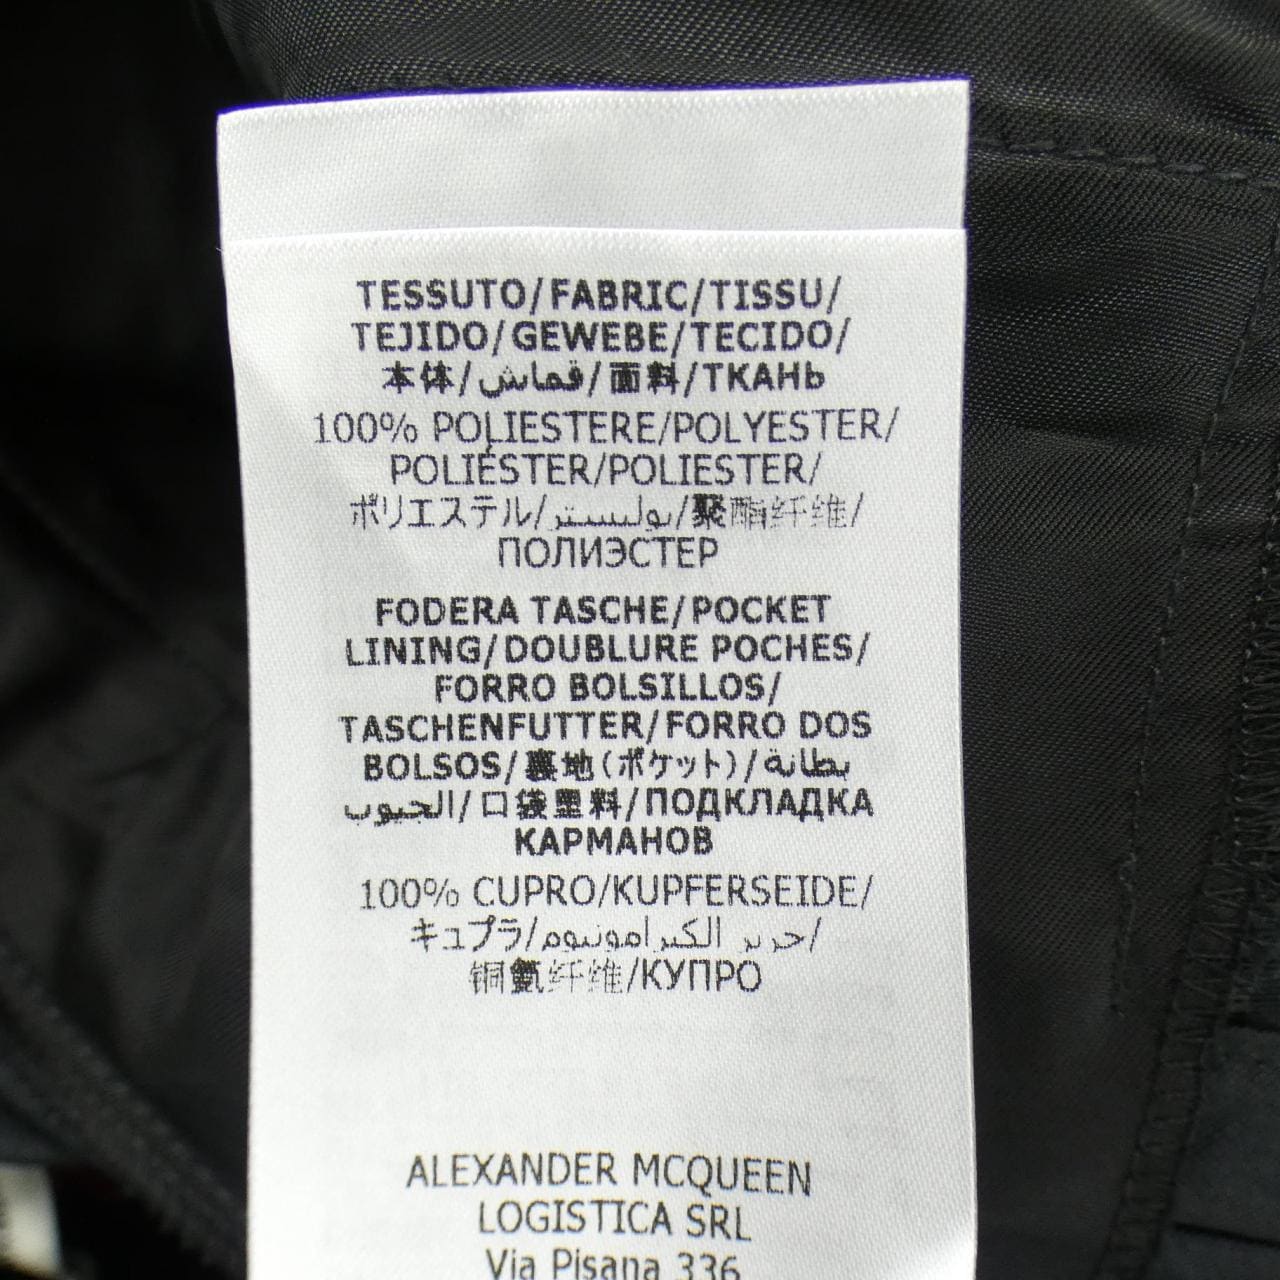 TESSUTO/FABRIC/TISSU/
TEJIDO/GEWEBE/TECIDO/
本体/قماش/面料/ТКАНЬ
100% POLIESTERE/POLYESTER/
POLIÉSTER/POLIESTER/
ポリエステル/بوليستر/聚酯纤维/
ПОЛИЭСТЕР
FODERA TASCHE/POCKET
LINING/DOUBLURE POCHES/
FORRO BOLSILLOS/
TASCHENFUTTER/FORRO DOS
BOLSOS/裏地(ポケット)/بطانة
الجيوب/口袋里料/ПОДКЛАДКА
КАРМАНОВ
100% CUPRO/KUPFERSEIDE/
キュプラ/حرير الكبرامونيوم/
铜氨纤维/КУПРО
ALEXANDER MCQUEEN
LOGISTICA SRL
Via Pisana 336